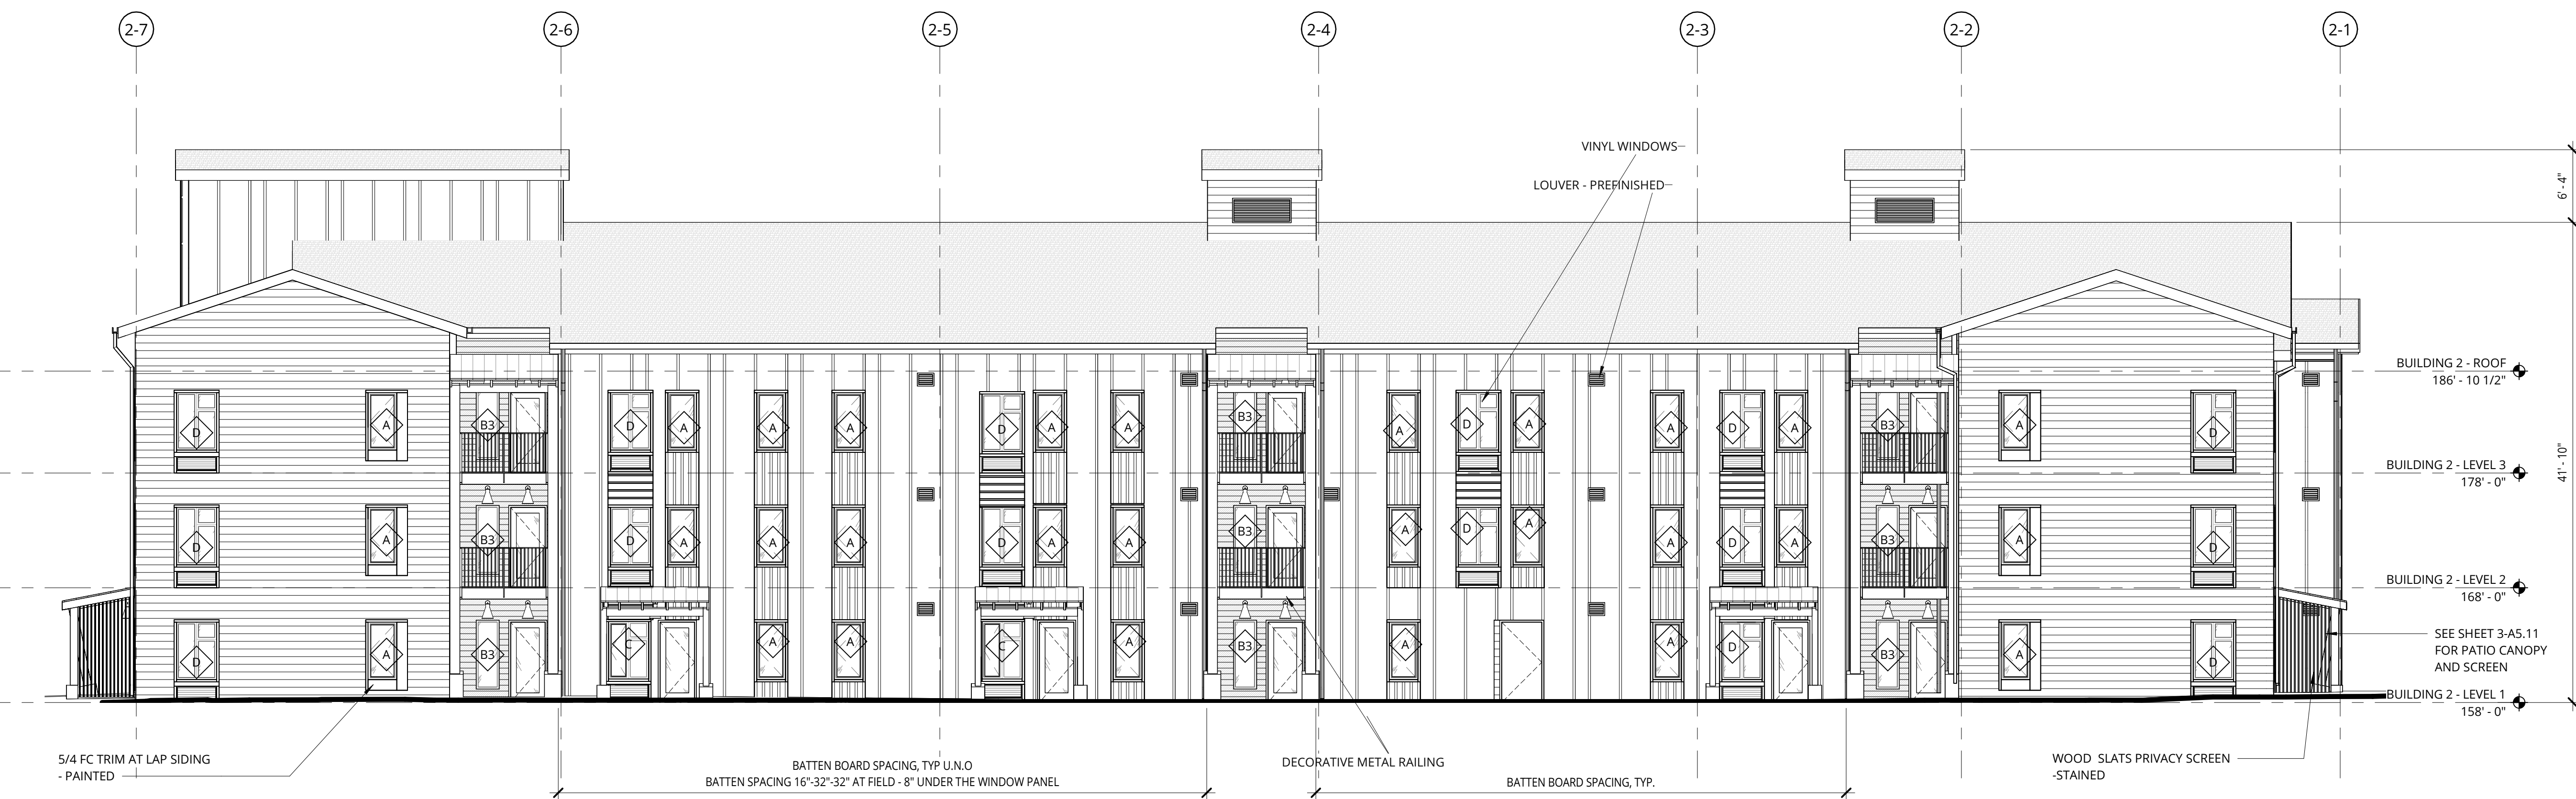 2-7 2-6 2-5 2-4 2-3 2-2 2-1
VINYL WINDOWS
LOUVER - PREFINISHED
6' - 4"
BUILDING 2 - ROOF
186' - 10 1/2"
D A B3 D A A A D A A B3 A D A A D A B3 A D
BUILDING 2 - LEVEL 3
178' - 0"
41' - 10"
D A B3 D A A A D A A B3 A D A A D A B3 A D
BUILDING 2 - LEVEL 2
168' - 0"
D A B3 C A A C A B3 A A D B3 A D
SEE SHEET 3-A5.11
FOR PATIO CANOPY
AND SCREEN
BUILDING 2 - LEVEL 1
158' - 0"
5/4 FC TRIM AT LAP SIDING
- PAINTED
BATTEN BOARD SPACING, TYP U.N.O
BATTEN SPACING 16"-32"-32" AT FIELD - 8" UNDER THE WINDOW PANEL
DECORATIVE METAL RAILING
BATTEN BOARD SPACING, TYP.
WOOD SLATS PRIVACY SCREEN
-STAINED